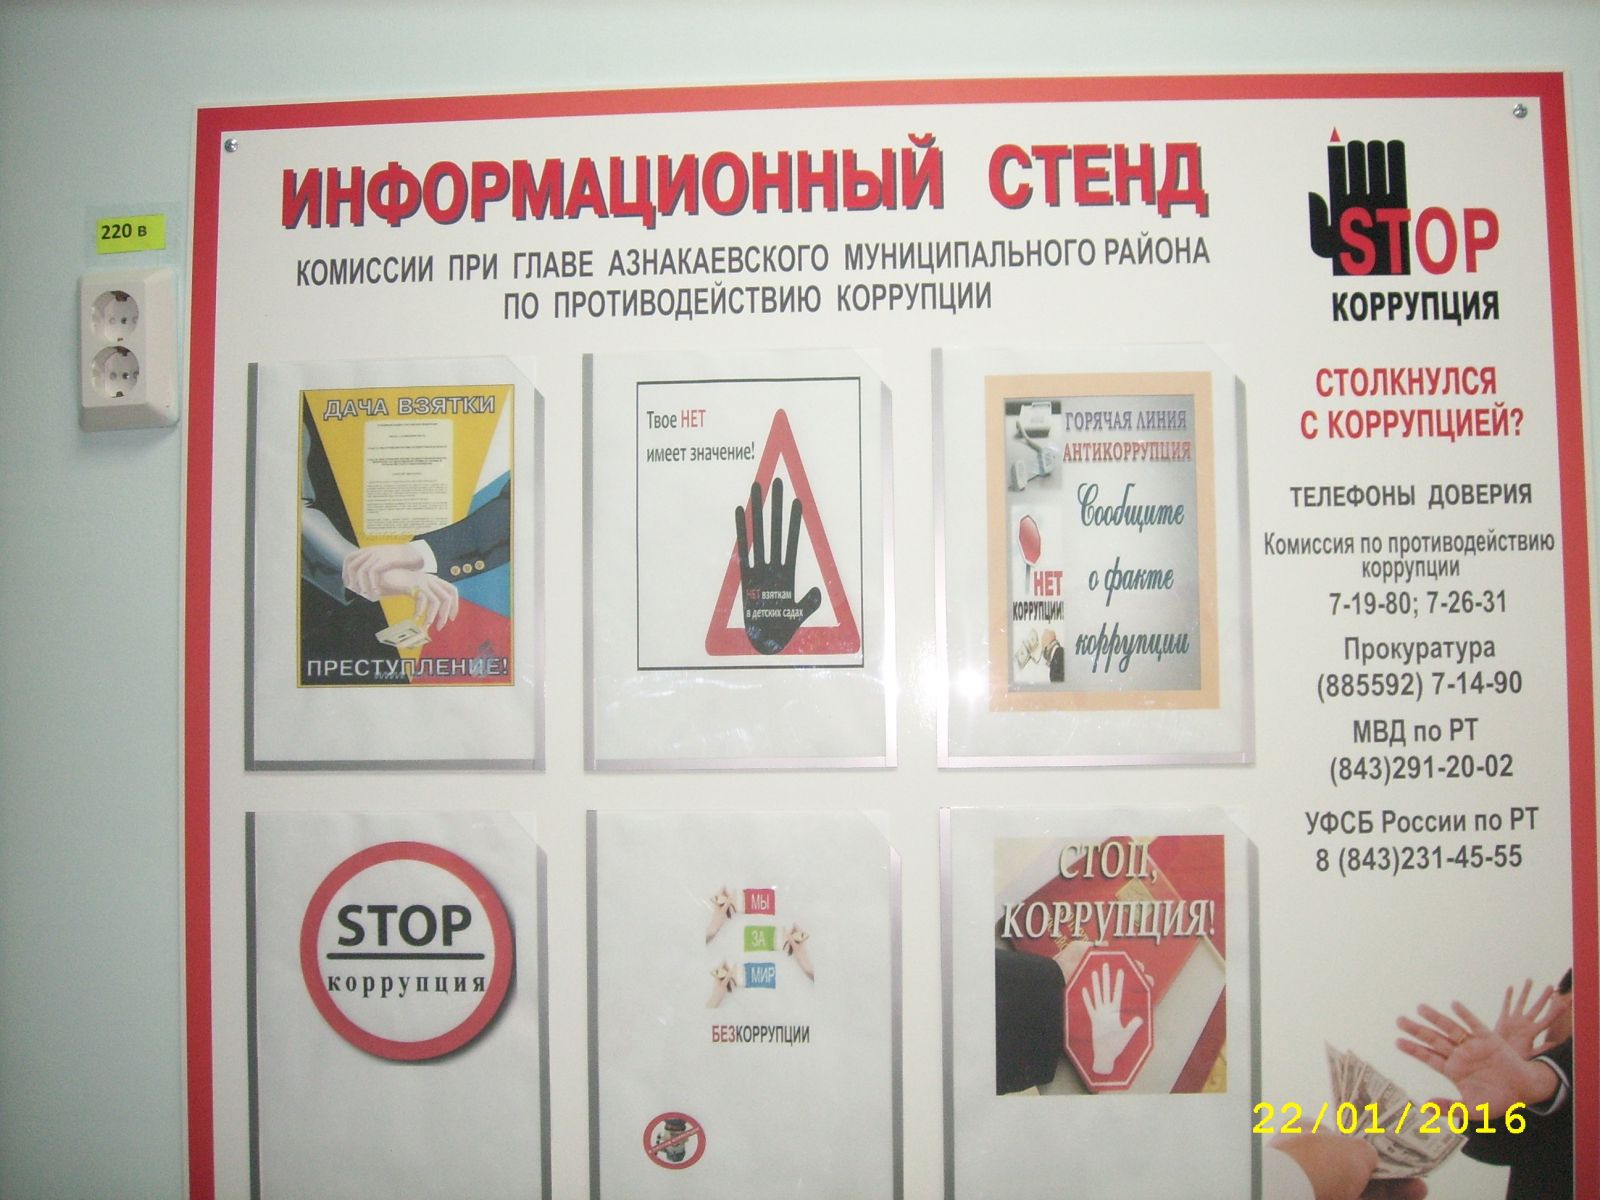 220 в
ИНФОРМАЦИОННЫЙ СТЕНД
КОМИССИИ ПРИ ГЛАВЕ АЗНАКАЕВСКОГО МУНИЦИПАЛЬНОГО РАЙОНА
ПО ПРОТИВОДЕЙСТВИЮ КОРРУПЦИИ
STOP
КОРРУПЦИЯ
СТОЛКНУЛСЯ
С КОРРУПЦИЕЙ?
ТЕЛЕФОНЫ ДОВЕРИЯ
Комиссия по противодействию
коррупции
7-19-80; 7-26-31
Прокуратура
(885592) 7-14-90
МВД по РТ
(843)291-20-02
УФСБ России по РТ
8 (843)231-45-55
ДАЧА ВЗЯТКИ
ПРЕСТУПЛЕНИЕ!
Твое НЕТ
имеет значение!
НЕТ взяткам
в детских садах
ГОРЯЧАЯ ЛИНИЯ
АНТИКОРРУПЦИЯ
Сообщите
о факте
коррупции
НЕТ
КОРРУПЦИИ!
STOP
коррупция
МЫ
ЗА
МИР
БЕЗКОРРУПЦИИ
СТОП,
КОРРУПЦИЯ!
22/01/2016